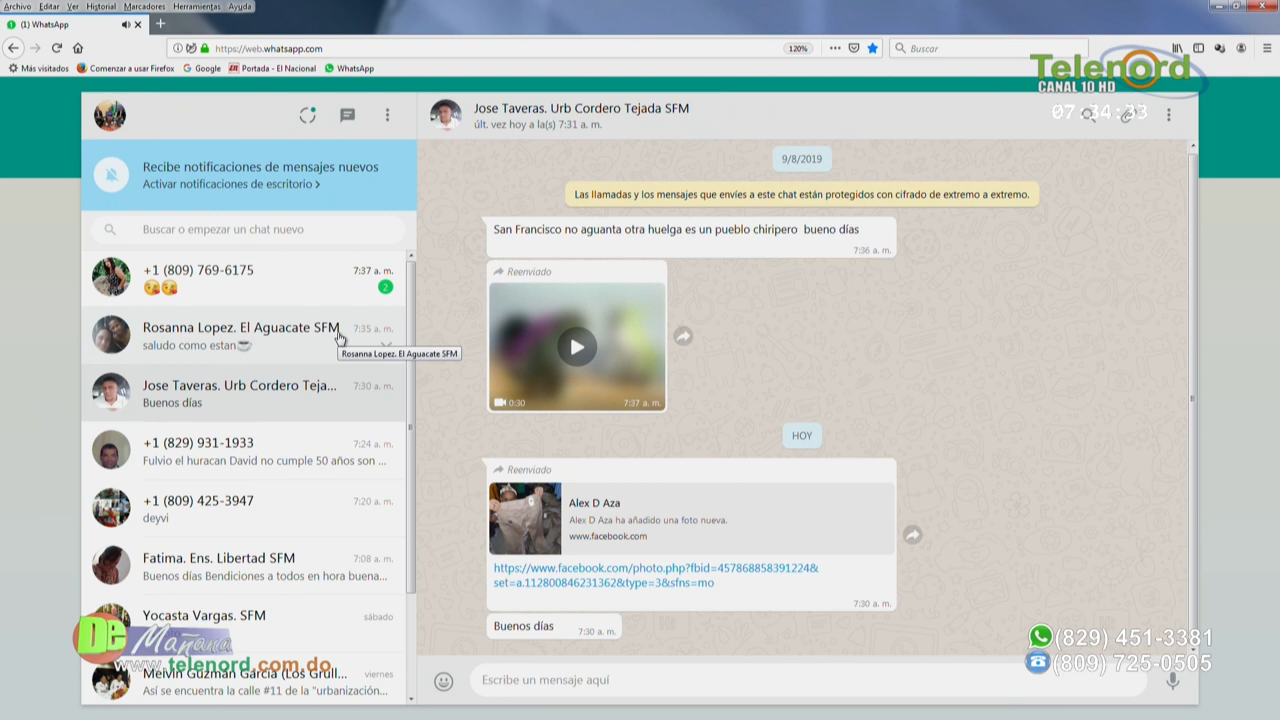 Archivo Editar Ver Historial Marcadores Herramientas Ayuda
(1) WhatsApp
https://web.whatsapp.com
120%
Buscar
Más visitados Comenzar a usar Firefox Google Portada - El Nacional WhatsApp
Telenord
CANAL 10 HD
07:34:33
Jose Taveras. Urb Cordero Tejada SFM
últ. vez hoy a la(s) 7:31 a. m.
Recibe notificaciones de mensajes nuevos
Activar notificaciones de escritorio >
Buscar o empezar un chat nuevo
+1 (809) 769-6175 7:37 a. m.
2
Rosanna Lopez. El Aguacate SFM 7:35 a. m.
saludo como estan
Rosanna Lopez. El Aguacate SFM
Jose Taveras. Urb Cordero Teja... 7:30 a. m.
Buenos días
+1 (829) 931-1933 7:24 a. m.
Fulvio el huracan David no cumple 50 años son ...
+1 (809) 425-3947 7:20 a. m.
deyvi
Fatima. Ens. Libertad SFM 7:08 a. m.
Buenos días Bendiciones a todos en hora buena...
Yocasta Vargas. SFM sábado
Melvin Guzman Garcia (Los Grull... viernes
Así se encuentra la calle #11 de la "urbanización...
De Mañana
www.telenord.com.do
9/8/2019
Las llamadas y los mensajes que envíes a este chat están protegidos con cifrado de extremo a extremo.
San Francisco no aguanta otra huelga es un pueblo chiripero bueno días
7:36 a. m.
Reenviado
0:30 7:37 a. m.
HOY
Reenviado
Alex D Aza
Alex D Aza ha añadido una foto nueva.
www.facebook.com
https://www.facebook.com/photo.php?fbid=457868858391224&
set=a.112800846231362&type=3&sfns=mo
7:30 a. m.
Buenos días 7:30 a. m.
Escribe un mensaje aquí
(829) 451-3381
(809) 725-0505